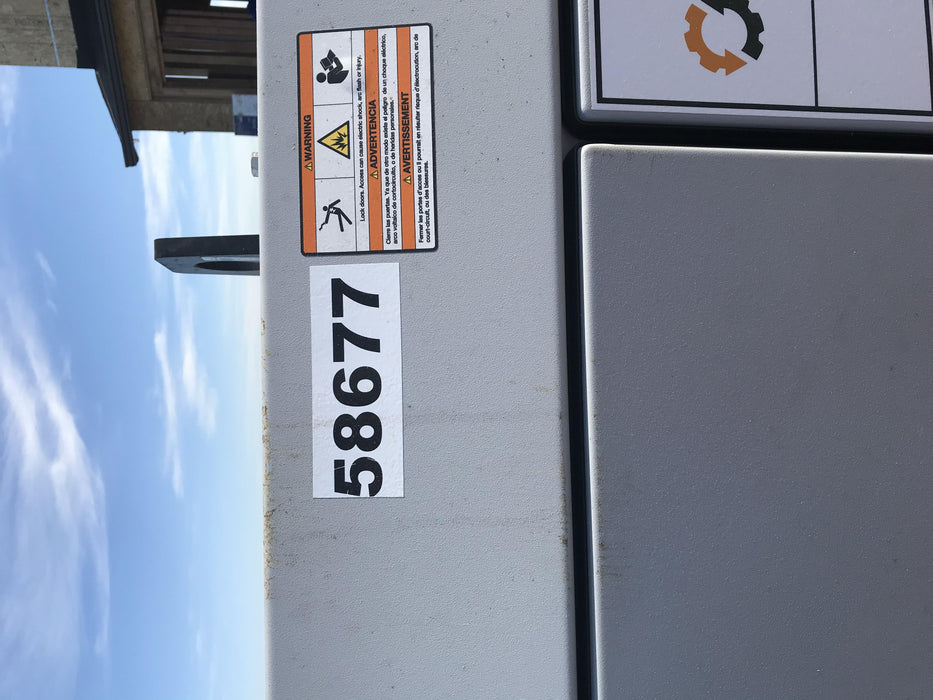 ⚠WARNING
Lock doors. Access can cause electric shock, arc flash or injury.
⚠ADVERTENCIA
Cierre las puertas. Ya que de otro modo existe el peligro de un choque eléctrico,
arco voltaico de cortocircuito, o de heridas personales.
⚠AVERTISSEMENT
Fermer les portes d'accès ou il pourrait en résulter risque d'électrocution, arc de
court-circuit, ou des blessures.
58677